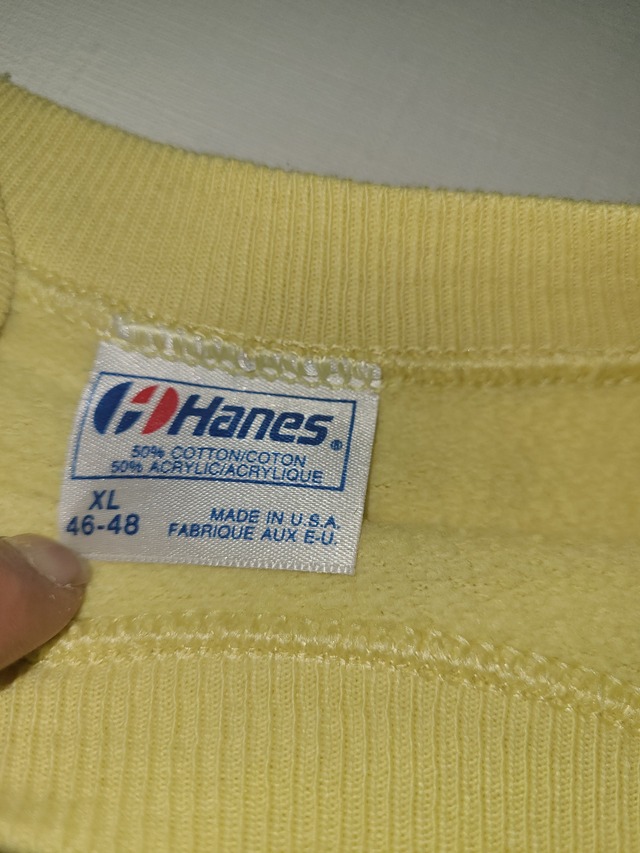 Hanes®
50% COTTON/COTON
50% ACRYLIC/ACRYLIQUE
XL
46-48
MADE IN U.S.A.
FABRIQUE AUX E-U.